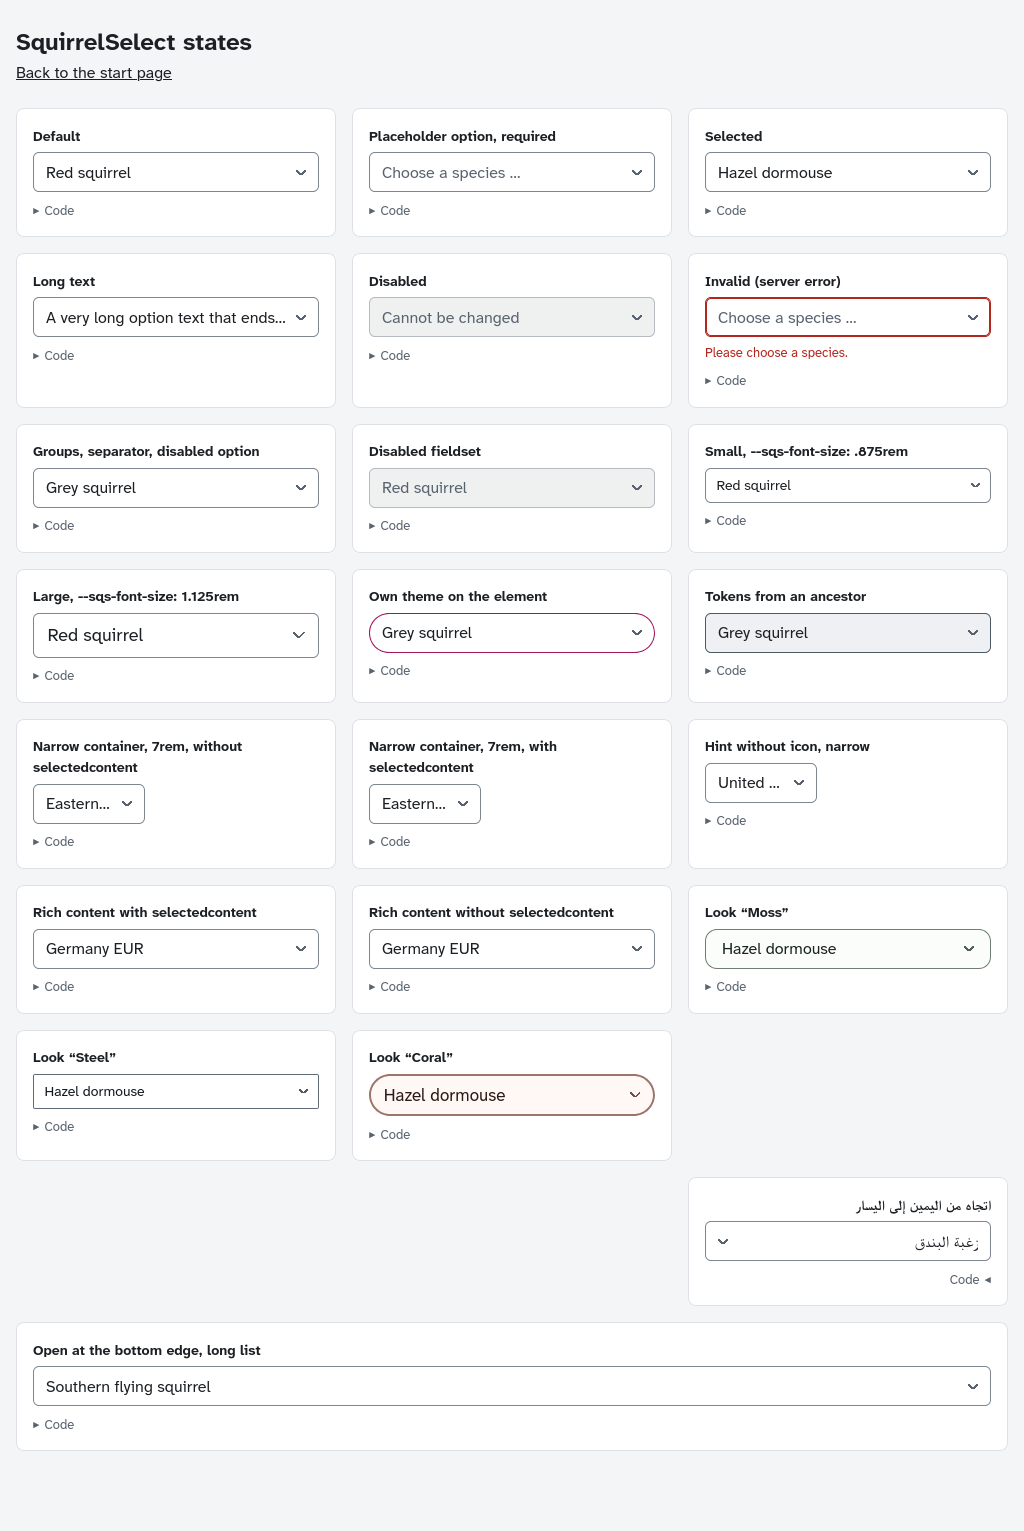 SquirrelSelect states
Back to the start page
Default
Red squirrel
Code
Placeholder option, required
Choose a species ...
Code
Selected
Hazel dormouse
Code
Long text
A very long option text that ends...
Code
Disabled
Cannot be changed
Code
Invalid (server error)
Choose a species ...
Please choose a species.
Code
Groups, separator, disabled option
Grey squirrel
Code
Disabled fieldset
Red squirrel
Code
Small, --sqs-font-size: .875rem
Red squirrel
Code
Large, --sqs-font-size: 1.125rem
Red squirrel
Code
Own theme on the element
Grey squirrel
Code
Tokens from an ancestor
Grey squirrel
Code
Narrow container, 7rem, without
selectedcontent
Eastern...
Code
Narrow container, 7rem, with
selectedcontent
Eastern...
Code
Hint without icon, narrow
United ...
Code
Rich content with selectedcontent
Germany EUR
Code
Rich content without selectedcontent
Germany EUR
Code
Look “Moss”
Hazel dormouse
Code
Look “Steel”
Hazel dormouse
Code
Look “Coral”
Hazel dormouse
Code
اتجاه من اليمين إلى اليسار
زغبة البندق
Code
Open at the bottom edge, long list
Southern flying squirrel
Code